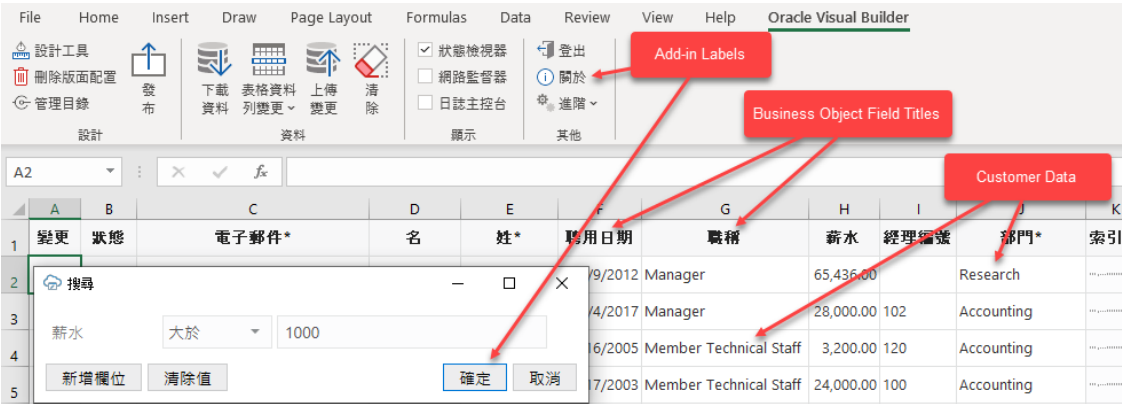 File Home Insert Draw Page Layout Formulas Data Review View Help Oracle Visual Builder
設計工具
刪除版面配置
管理目錄
發布
設計
下載資料
表格資料列變更
上傳變更
清除
資料
狀態檢視器
網路監督器
日誌主控台
顯示
登出
關於
進階
其他
Add-in Labels
Business Object Field Titles
Customer Data
A2 fx
A B C D E F G H I J K
1 變更 狀態 電子郵件* 名 姓* 聘用日期 職稱 薪水 經理編號 部門* 索引
2 /9/2012 Manager 65,436.00 Research
3 /4/2017 Manager 28,000.00 102 Accounting
4 16/2005 Member Technical Staff 3,200.00 120 Accounting
5 17/2003 Member Technical Staff 24,000.00 100 Accounting
搜尋
薪水 大於 1000
新增欄位 清除值 確定 取消